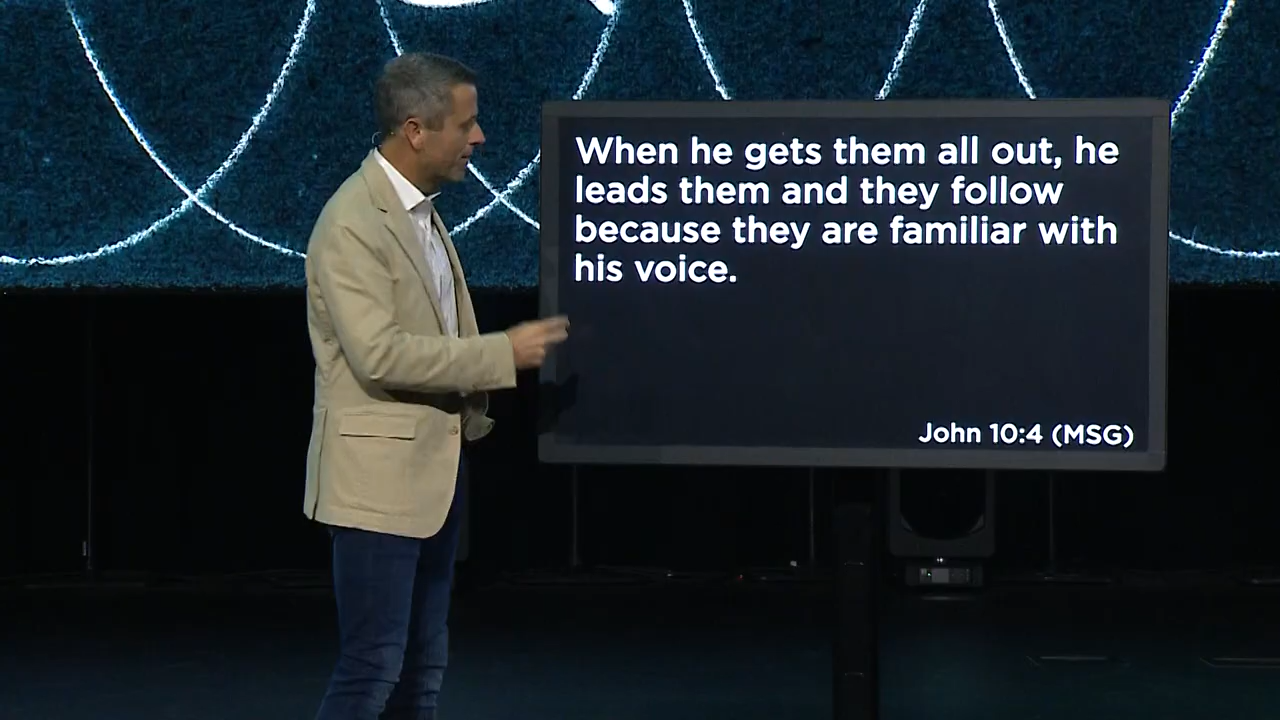 When he gets them all out, he
leads them and they follow
because they are familiar with
his voice.
John 10:4 (MSG)